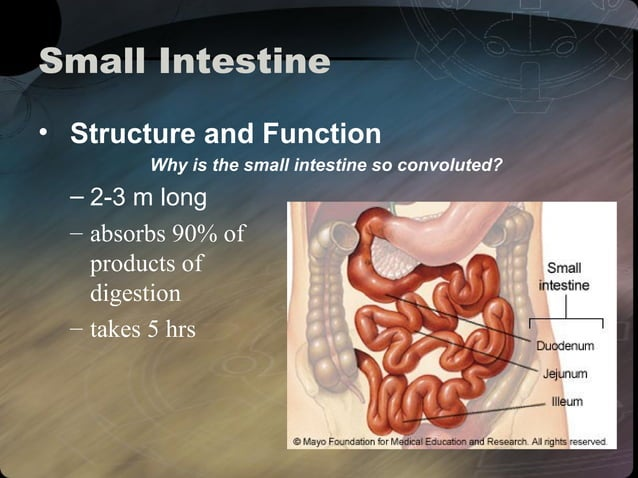 Small Intestine
• Structure and Function
Why is the small intestine so convoluted?
– 2-3 m long
– absorbs 90% of
products of
digestion
– takes 5 hrs
Small
intestine
Duodenum
Jejunum
Illeum
© Mayo Foundation for Medical Education and Research. All rights reserved.